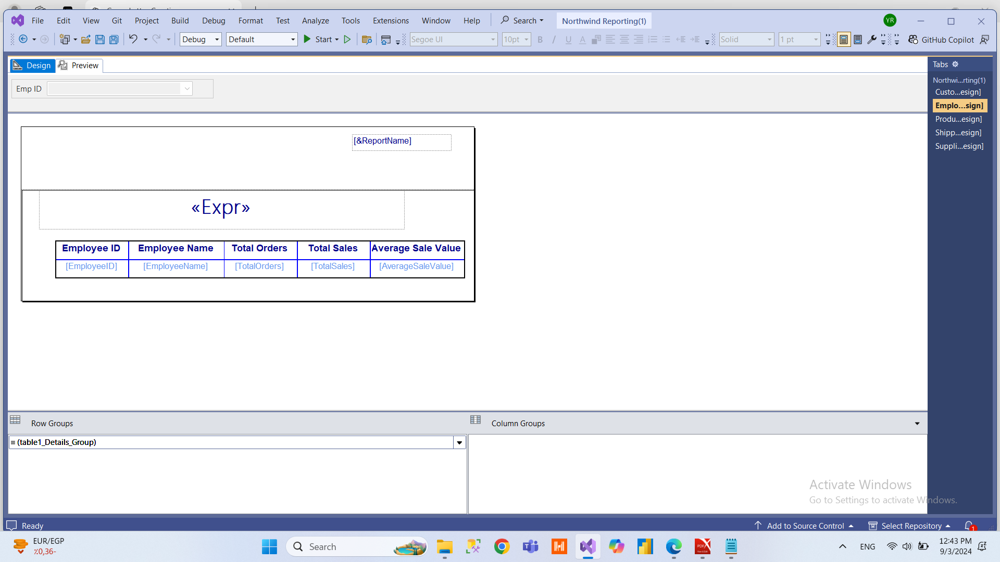 File Edit View Git Project Build Debug Format Test Analyze Tools Extensions Window Help Search Northwind Reporting(1) YR
Debug Default Start Segoe UI 10pt B I U A Solid 1 pt GitHub Copilot
Design Preview
Emp ID
[&ReportName]
«Expr»
Employee ID Employee Name Total Orders Total Sales Average Sale Value
[EmployeeID] [EmployeeName] [TotalOrders] [TotalSales] [AverageSaleValue]
Tabs
Northwi...rting(1)
Custo...esign]
Emplo...sign]
Produ...esign]
Shipp...esign]
Suppli...esign]
Row Groups
Column Groups
(table1_Details_Group)
Activate Windows
Go to Settings to activate Windows.
Ready Add to Source Control Select Repository 1
EUR/EGP
٪0,36-
Search
ENG
12:43 PM
9/3/2024